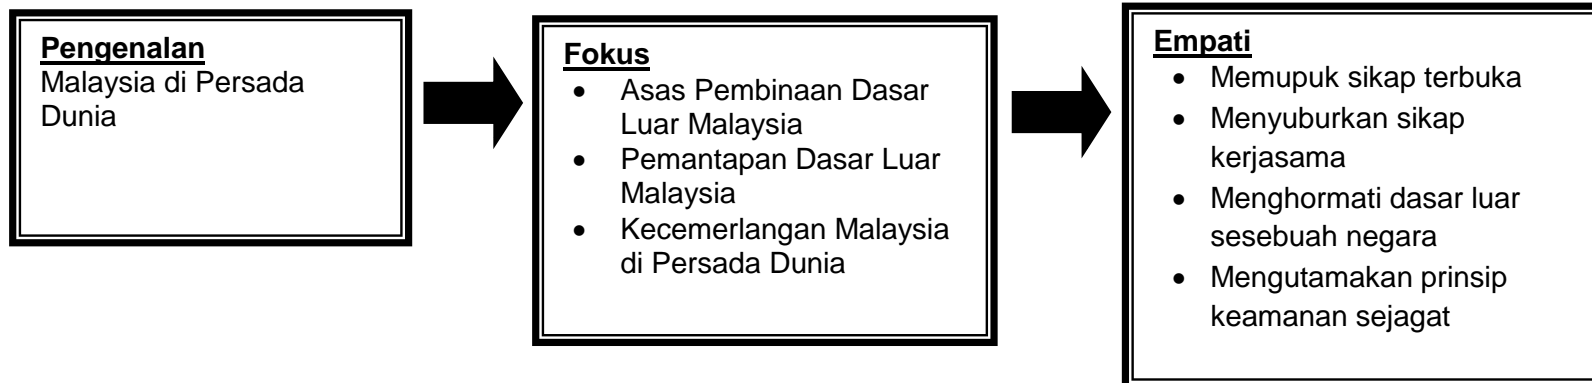 Pengenalan
Malaysia di Persada
Dunia
Fokus
• Asas Pembinaan Dasar
Luar Malaysia
• Pemantapan Dasar Luar
Malaysia
• Kecemerlangan Malaysia
di Persada Dunia
Empati
• Memupuk sikap terbuka
• Menyuburkan sikap
kerjasama
• Menghormati dasar luar
sesebuah negara
• Mengutamakan prinsip
keamanan sejagat